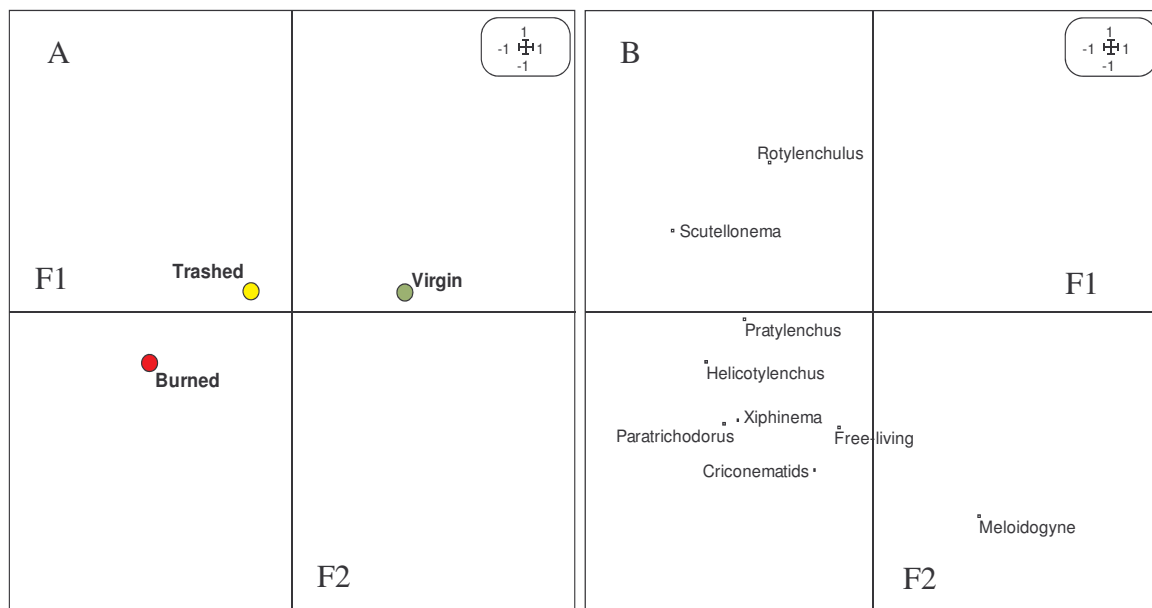 A
1
-1 1
-1
F1
Trashed
Virgin
Burned
F2
B
1
-1 1
-1
Rotylenchulus
Scutellonema
F1
Pratylenchus
Helicotylenchus
Xiphinema
Paratrichodorus
Free-living
Criconematids
Meloidogyne
F2